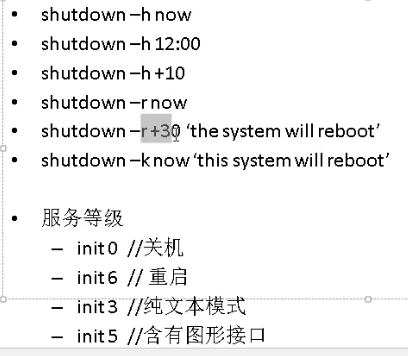 • shutdown –h now
• shutdown –h 12:00
• shutdown –h +10
• shutdown –r now
• shutdown –r +30 ‘the system will reboot’
• shutdown –k now ‘this system will reboot’
• 服务等级
– init 0 //关机
– init 6 // 重启
– init 3 //纯文本模式
– init 5 //含有图形接口